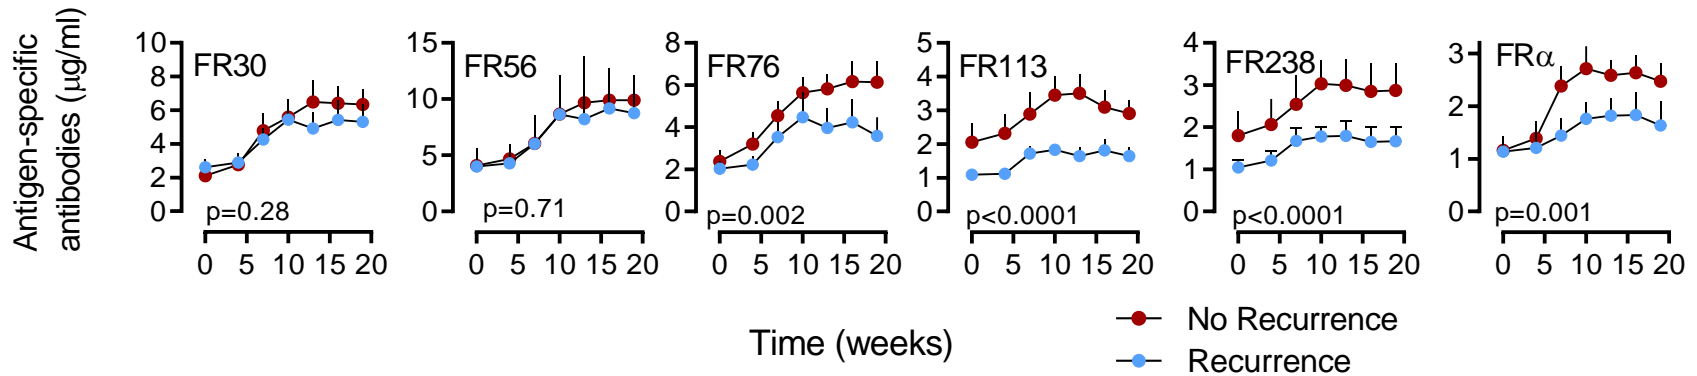 Antigen-specific
antibodies (µg/ml)
FR30
10
8
6
4
2
0
p=0.28
0 5 10 15 20
FR56
15
10
5
0
p=0.71
0 5 10 15 20
FR76
8
6
4
2
0
p=0.002
0 5 10 15 20
FR113
5
4
3
2
1
0
p<0.0001
0 5 10 15 20
FR238
4
3
2
1
0
p<0.0001
0 5 10 15 20
FRα
3
2
1
0
p=0.001
0 5 10 15 20
Time (weeks)
No Recurrence
Recurrence